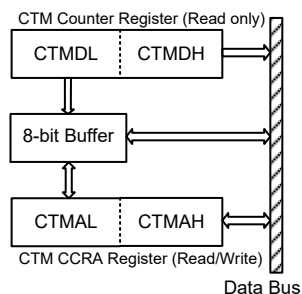 CTM Counter Register (Read only)
CTMDL CTMDH
8-bit Buffer
CTMAL CTMAH
CTM CCRA Register (Read/Write)
Data Bus